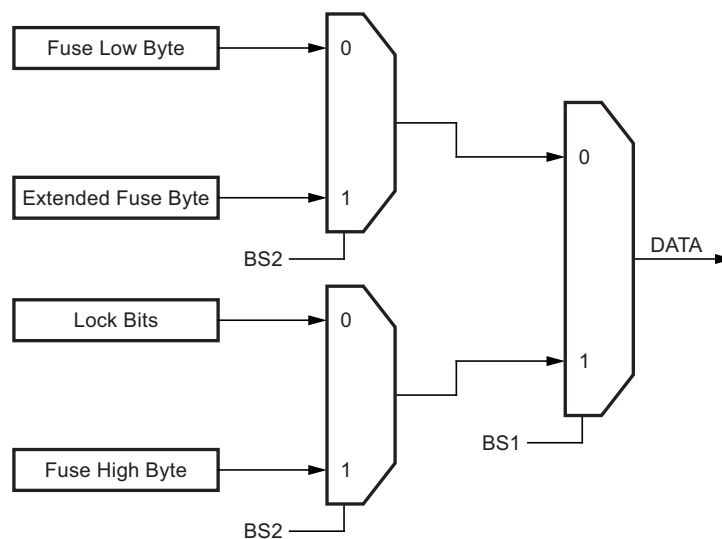 Fuse Low Byte
0
Extended Fuse Byte
1
BS2
0
DATA
Lock Bits
0
1
Fuse High Byte
1
BS1
BS2